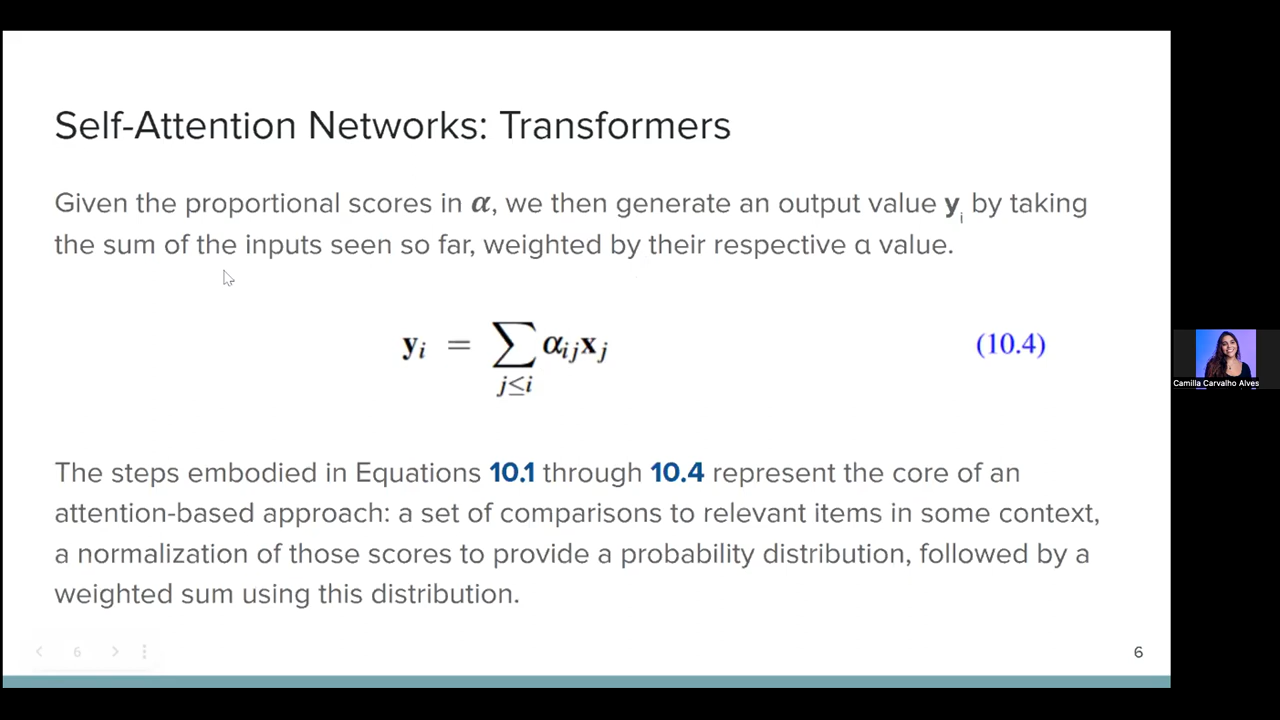 Self-Attention Networks: Transformers
Given the proportional scores in α, we then generate an output value yᵢ by taking
the sum of the inputs seen so far, weighted by their respective α value.
yᵢ = ∑ αᵢⱼxⱼ (10.4)
j≤i
Camilla Carvalho Alves
The steps embodied in Equations 10.1 through 10.4 represent the core of an
attention-based approach: a set of comparisons to relevant items in some context,
a normalization of those scores to provide a probability distribution, followed by a
weighted sum using this distribution.
6
6